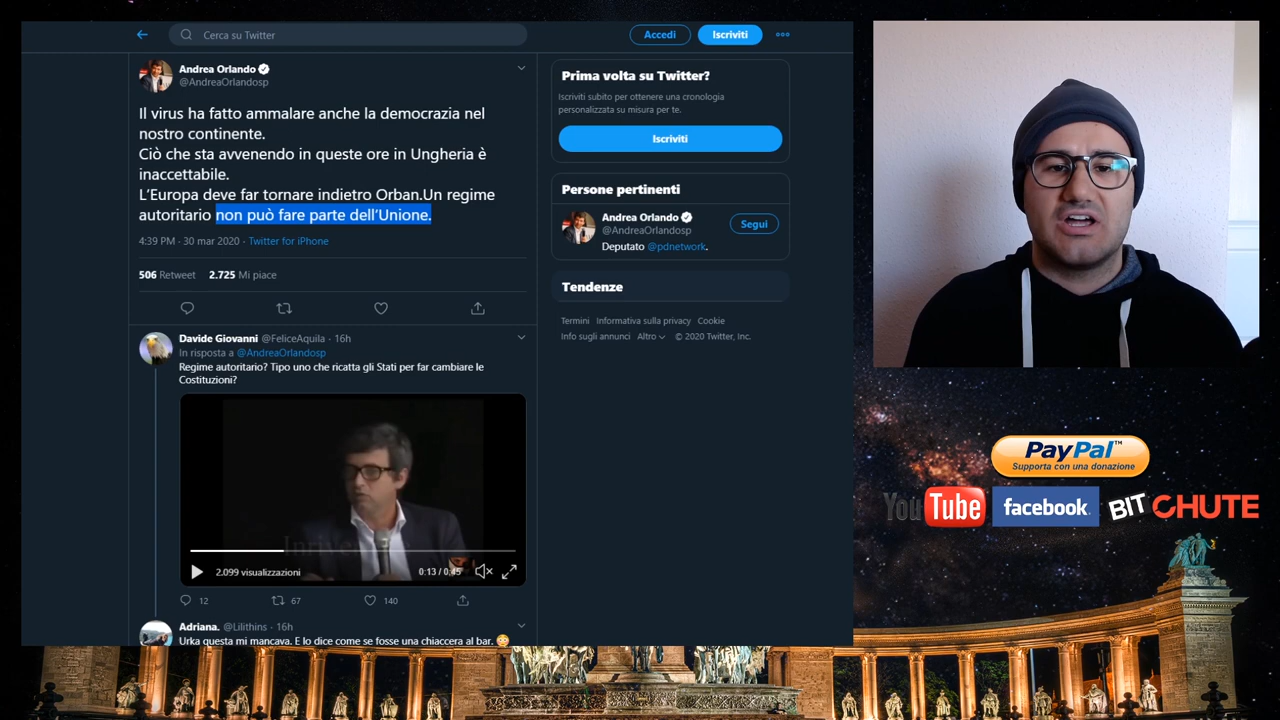 Cerca su Twitter
Accedi
Iscriviti
Andrea Orlando
@AndreaOrlandosp
Il virus ha fatto ammalare anche la democrazia nel
nostro continente.
Ciò che sta avvenendo in queste ore in Ungheria è
inaccettabile.
L’Europa deve far tornare indietro Orban.Un regime
autoritario non può fare parte dell’Unione.
4:39 PM · 30 mar 2020 · Twitter for iPhone
506 Retweet 2.725 Mi piace
Davide Giovanni @FeliceAquila · 16h
In risposta a @AndreaOrlandosp
Regime autoritario? Tipo uno che ricatta gli Stati per far cambiare le
Costituzioni?
2.099 visualizzazioni
0:13 / 0:45
12 67 140
Adriana. @Lilithins · 16h
Urka questa mi mancava. E lo dice come se fosse una chiaccera al bar.
Prima volta su Twitter?
Iscriviti subito per ottenere una cronologia
personalizzata su misura per te.
Iscriviti
Persone pertinenti
Andrea Orlando
@AndreaOrlandosp
Segui
Deputato @pdnetwork.
Tendenze
Termini Informativa sulla privacy Cookie
Info sugli annunci Altro © 2020 Twitter, Inc.
PayPal™
Supporta con una donazione
YouTube facebook BIT CHUTE